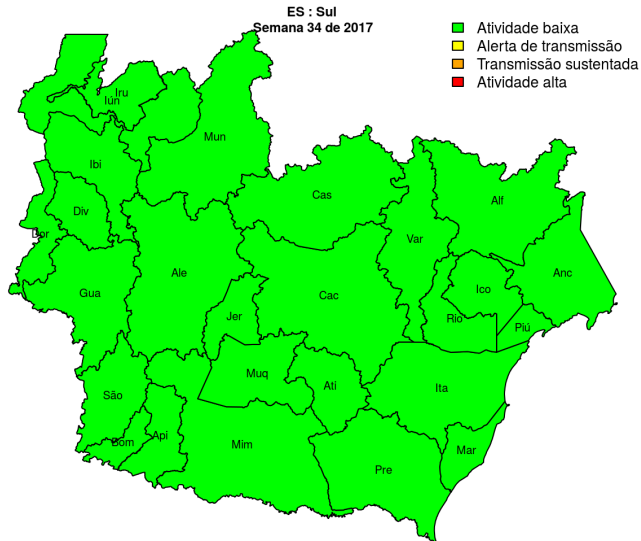 ES : Sul
Semana 34 de 2017
Atividade baixa
Alerta de transmissão
Transmissão sustentada
Atividade alta
Iru
Iún
Mun
Ibi
Cas
Alf
Div
Dor
Var
Ale
Anc
Gua
Cac
Ico
Jer
Rio
Piú
Muq
Ati
Ita
São
Api
Bom
Mim
Mar
Pre